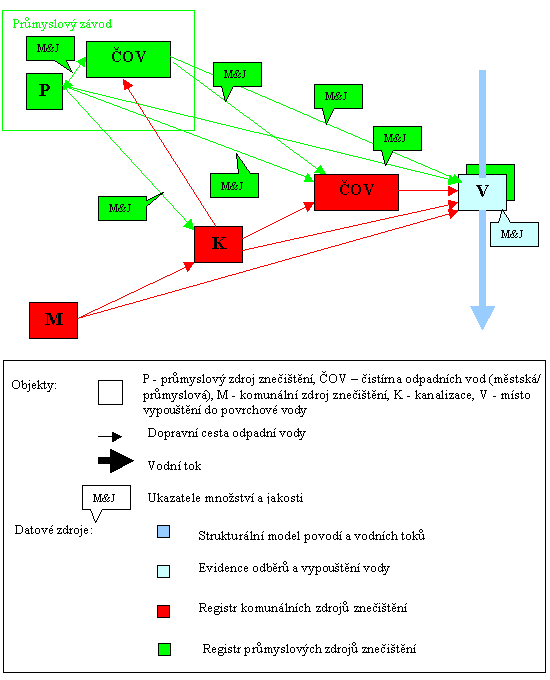 Průmyslový závod
M&J
ČOV
P
M&J
M&J
M&J
M&J
M&J
ČOV
V
M&J
K
M
Objekty:
P - průmyslový zdroj znečištění, ČOV – čistírna odpadních vod (městská/
průmyslová), M - komunální zdroj znečištění, K - kanalizace, V - místo
vypouštění do povrchové vody
Dopravní cesta odpadní vody
Vodní tok
M&J
Ukazatele množství a jakosti
Datové zdroje:
Strukturální model povodí a vodních toků
Evidence odběrů a vypouštění vody
Registr komunálních zdrojů znečištění
Registr průmyslových zdrojů znečištění